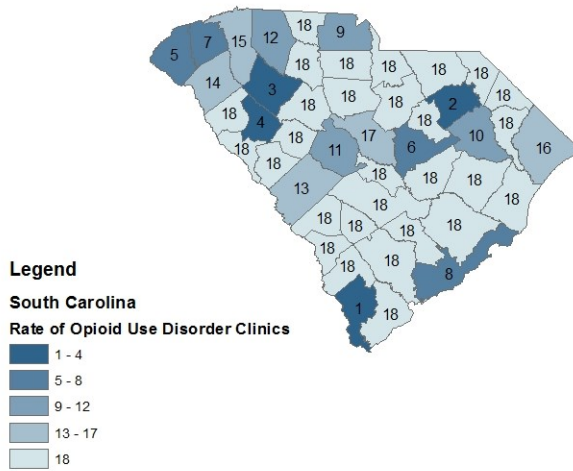 18
12 9
5 7 15
18 18 18 18 18
14
3 18 18
18 18 2
18 4 18 18
18 17 10
18 11 6 16
18
18 18 18
13 18
18
18 18 18 18
18 18
18 8
1 18
Legend
South Carolina
Rate of Opioid Use Disorder Clinics
1 - 4
5 - 8
9 - 12
13 - 17
18